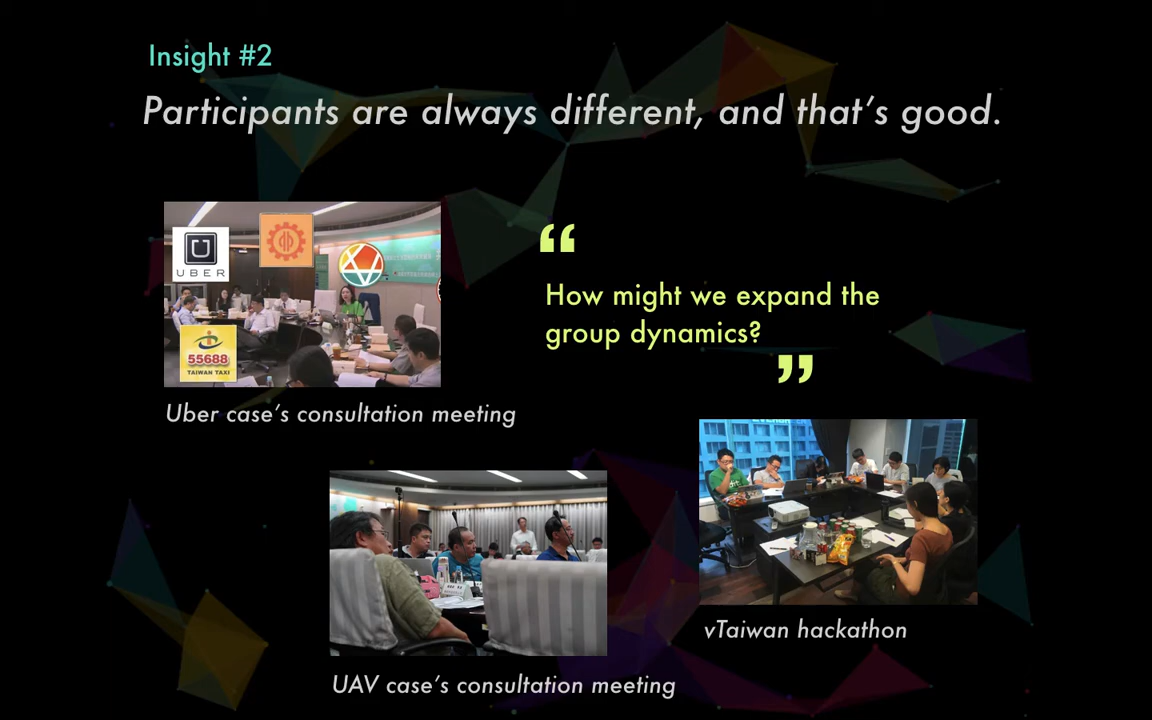 Insight #2
Participants are always different, and that's good.
UBER
55688
TAIWAN TAXI
“
How might we expand the
group dynamics?
”
Uber case's consultation meeting
vTaiwan hackathon
UAV case's consultation meeting